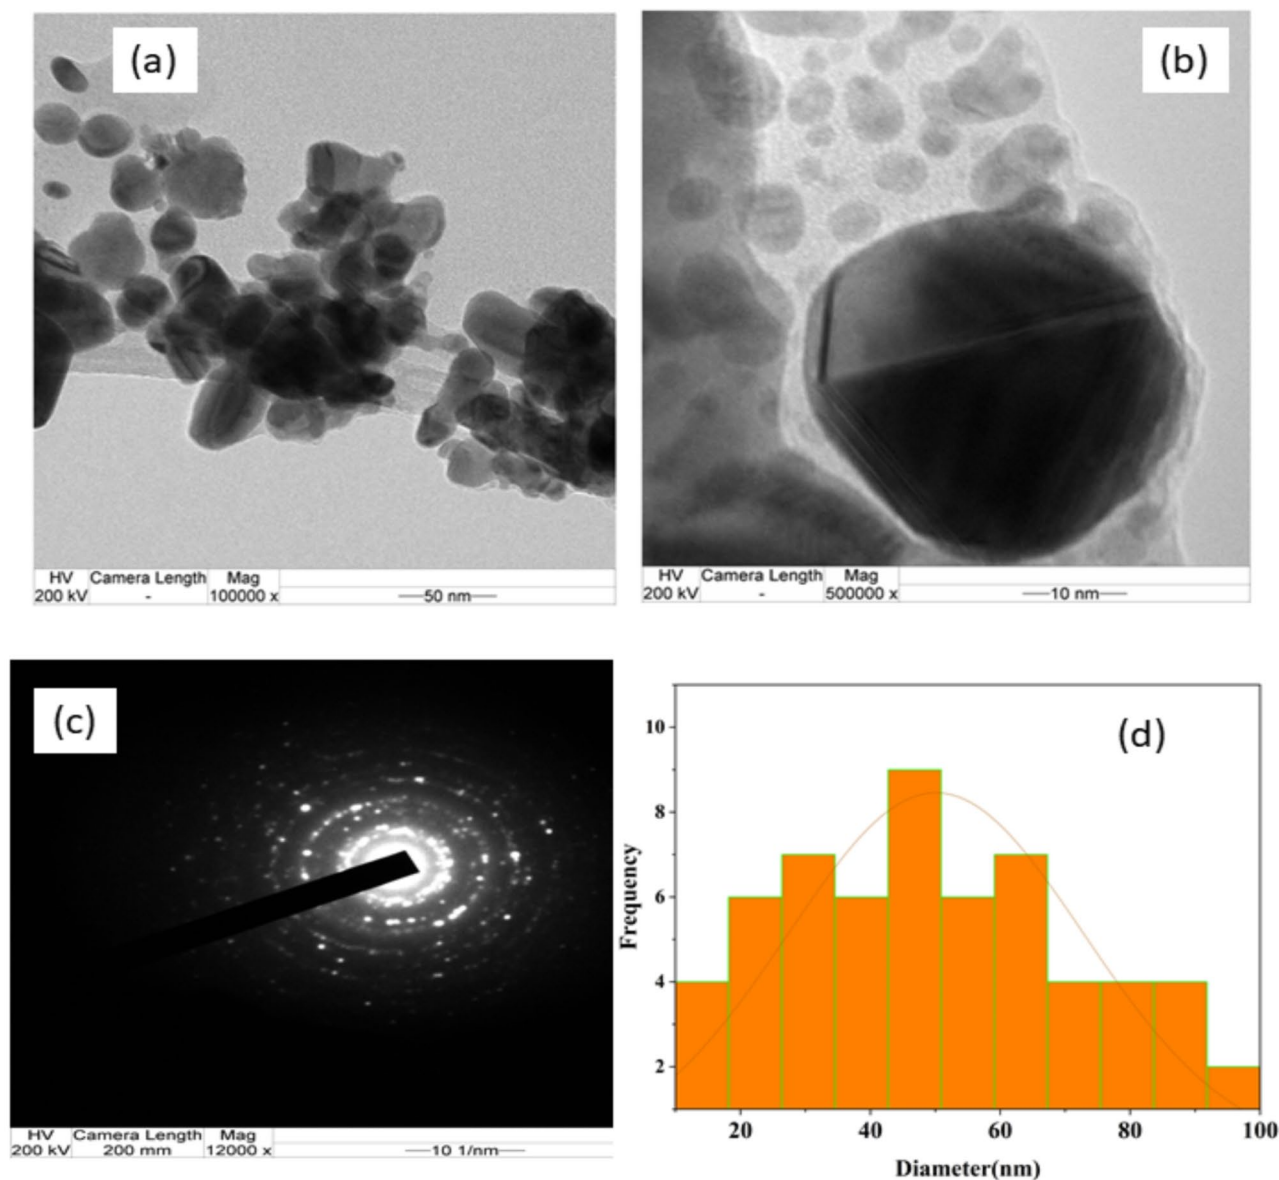 (a)
HV Camera Length Mag
200 kV - 100000 x 50 nm
(b)
HV Camera Length Mag
200 kV - 500000 x 10 nm
(c)
HV Camera Length Mag
200 kV 200 mm 12000 x 10 1/nm
(d)
10
8
6
4
2
Frequency
20 40 60 80 100
Diameter(nm)